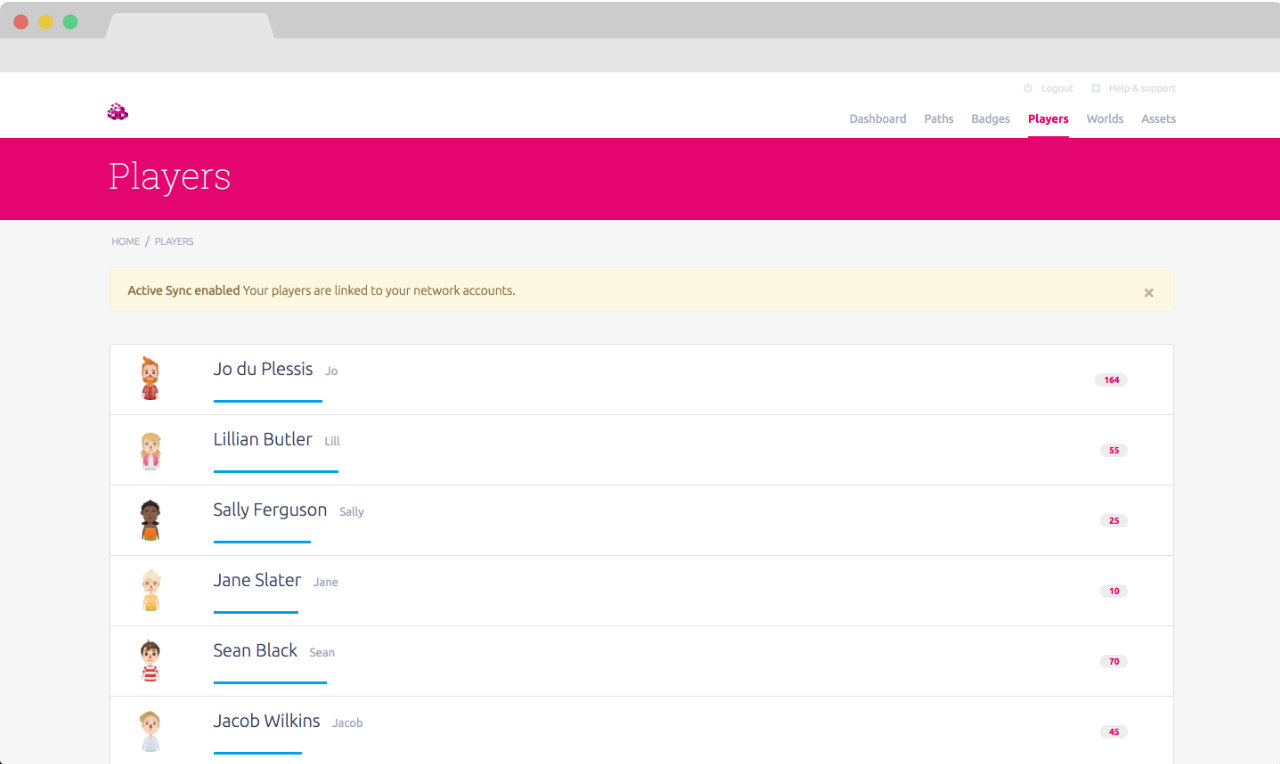 Logout Help & support
Dashboard Paths Badges Players Worlds Assets
Players
HOME / PLAYERS
Active Sync enabled Your players are linked to your network accounts.
×
Jo du Plessis Jo
164
Lillian Butler Lill
55
Sally Ferguson Sally
25
Jane Slater Jane
10
Sean Black Sean
70
Jacob Wilkins Jacob
45